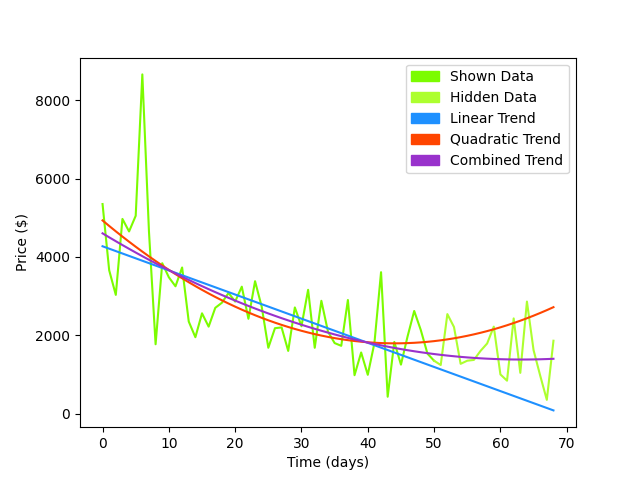 Shown Data
Hidden Data
Linear Trend
Quadratic Trend
Combined Trend
Price ($)
8000
6000
4000
2000
0
0 10 20 30 40 50 60 70
Time (days)